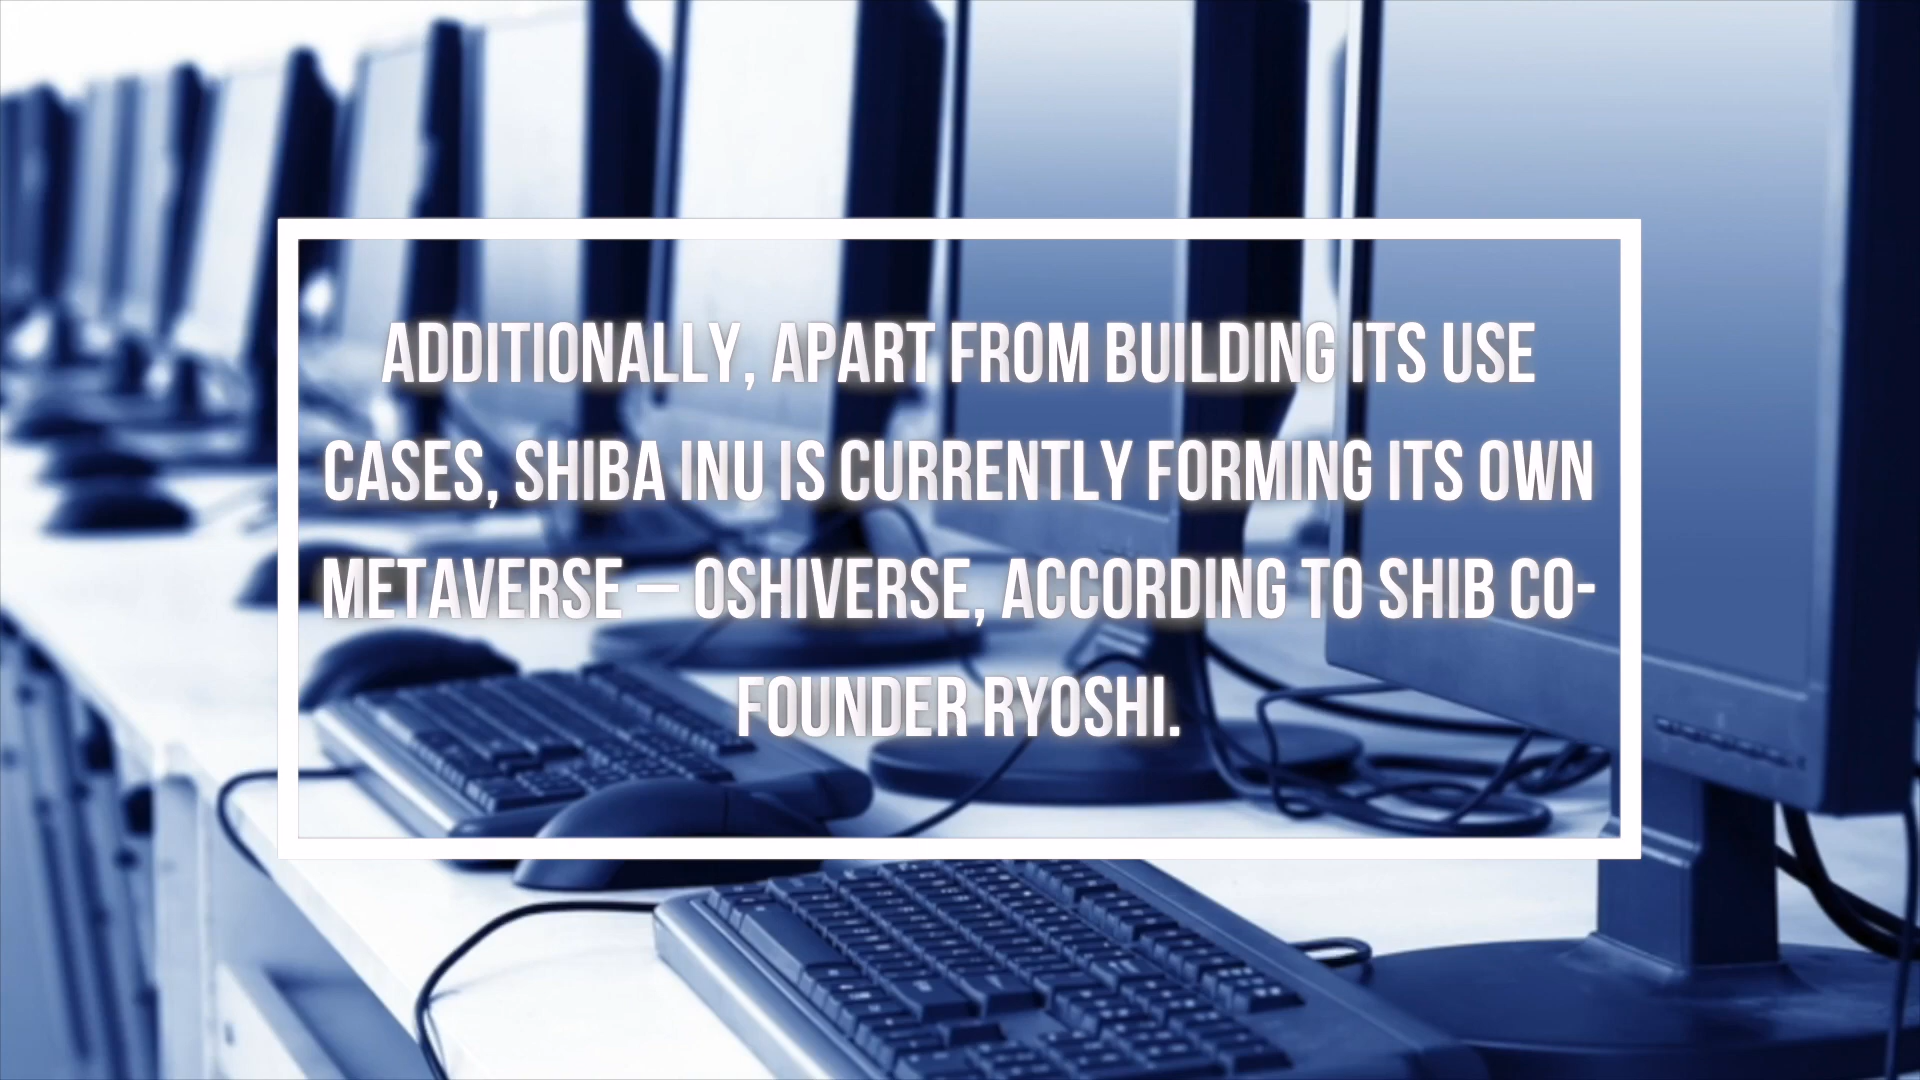 ADDITIONALLY, APART FROM BUILDING ITS USE
CASES, SHIBA INU IS CURRENTLY FORMING ITS OWN
METAVERSE – OSHIVERSE, ACCORDING TO SHIB CO-
FOUNDER RYOSHI.